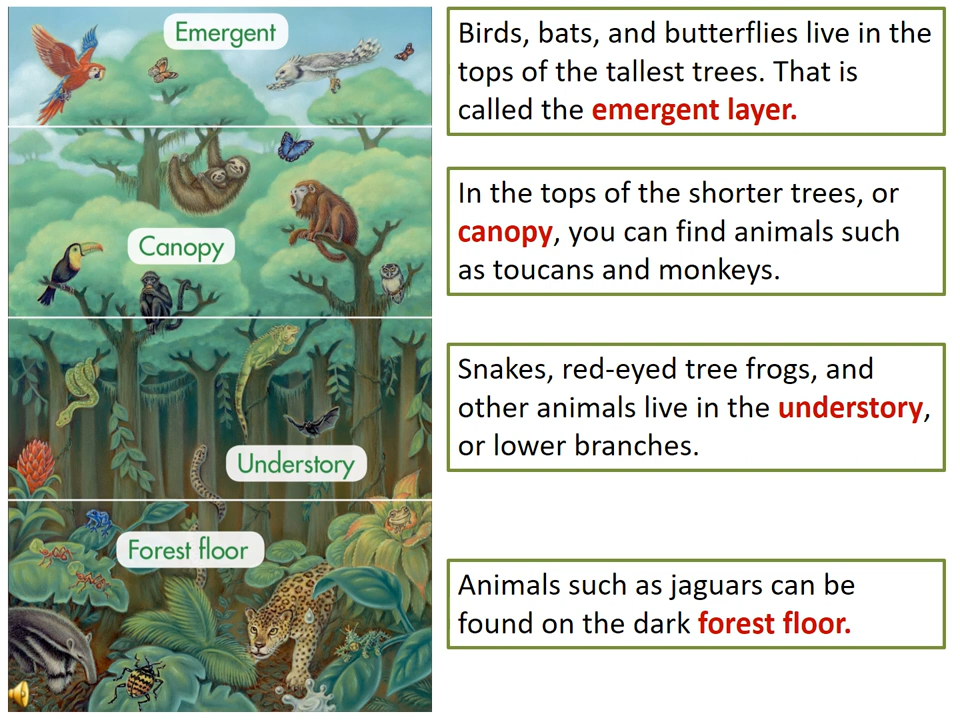 Emergent
Birds, bats, and butterflies live in the
tops of the tallest trees. That is
called the emergent layer.
Canopy
In the tops of the shorter trees, or
canopy, you can find animals such
as toucans and monkeys.
Understory
Snakes, red-eyed tree frogs, and
other animals live in the understory,
or lower branches.
Forest floor
Animals such as jaguars can be
found on the dark forest floor.